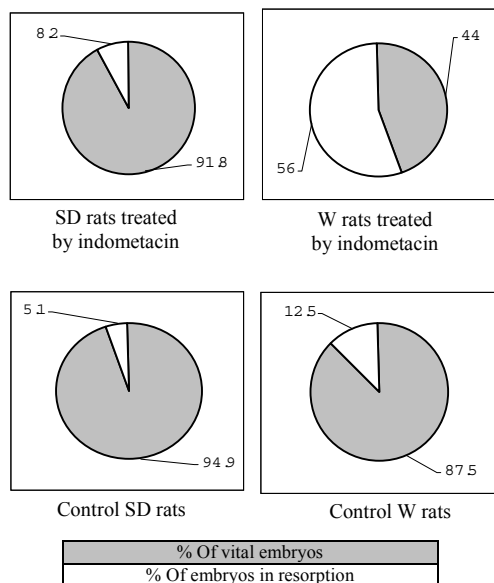 8.2
91.8
SD rats treated
by indometacin
44
56
W rats treated
by indometacin
5.1
94.9
Control SD rats
12.5
87.5
Control W rats
% Of vital embryos
% Of embryos in resorption